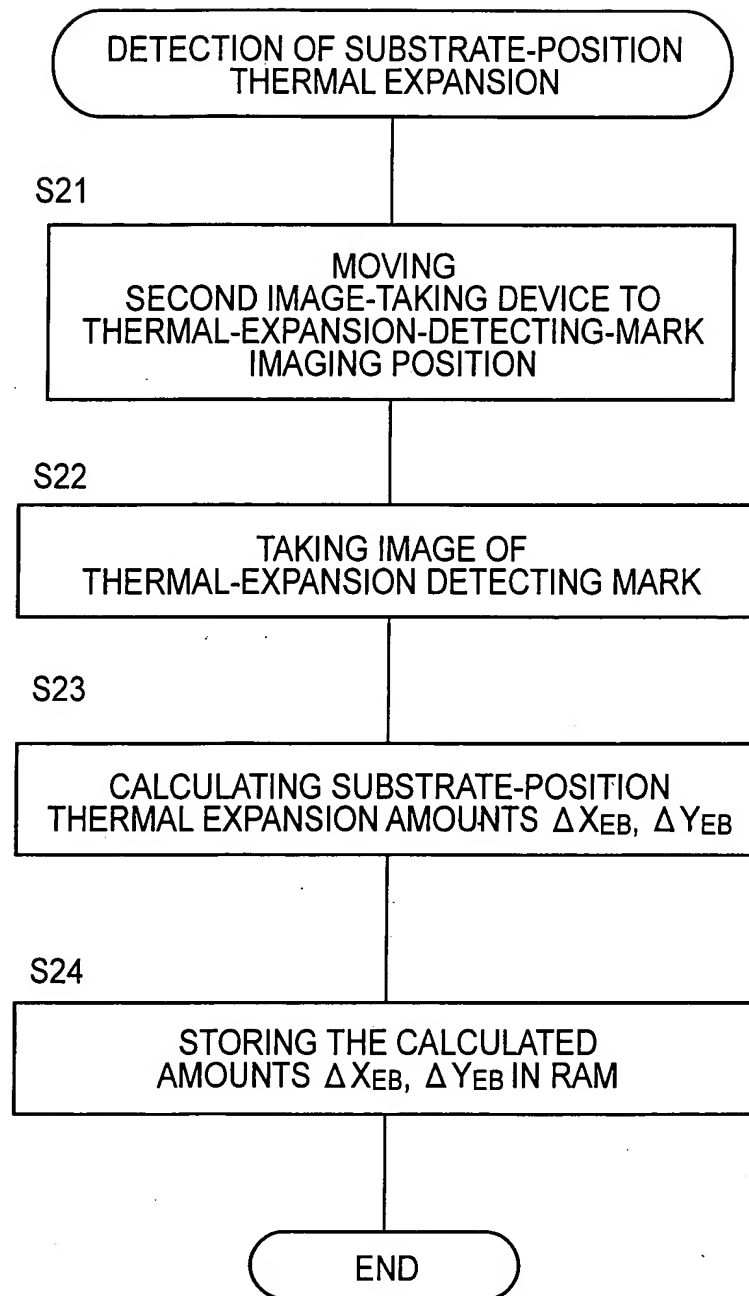 DETECTION OF SUBSTRATE-POSITION
THERMAL EXPANSION
S21
MOVING
SECOND IMAGE-TAKING DEVICE TO
THERMAL-EXPANSION-DETECTING-MARK
IMAGING POSITION
S22
TAKING IMAGE OF
THERMAL-EXPANSION DETECTING MARK
S23
CALCULATING SUBSTRATE-POSITION
THERMAL EXPANSION AMOUNTS ΔXEB, ΔYEB
S24
STORING THE CALCULATED
AMOUNTS ΔXEB, ΔYEB IN RAM
END